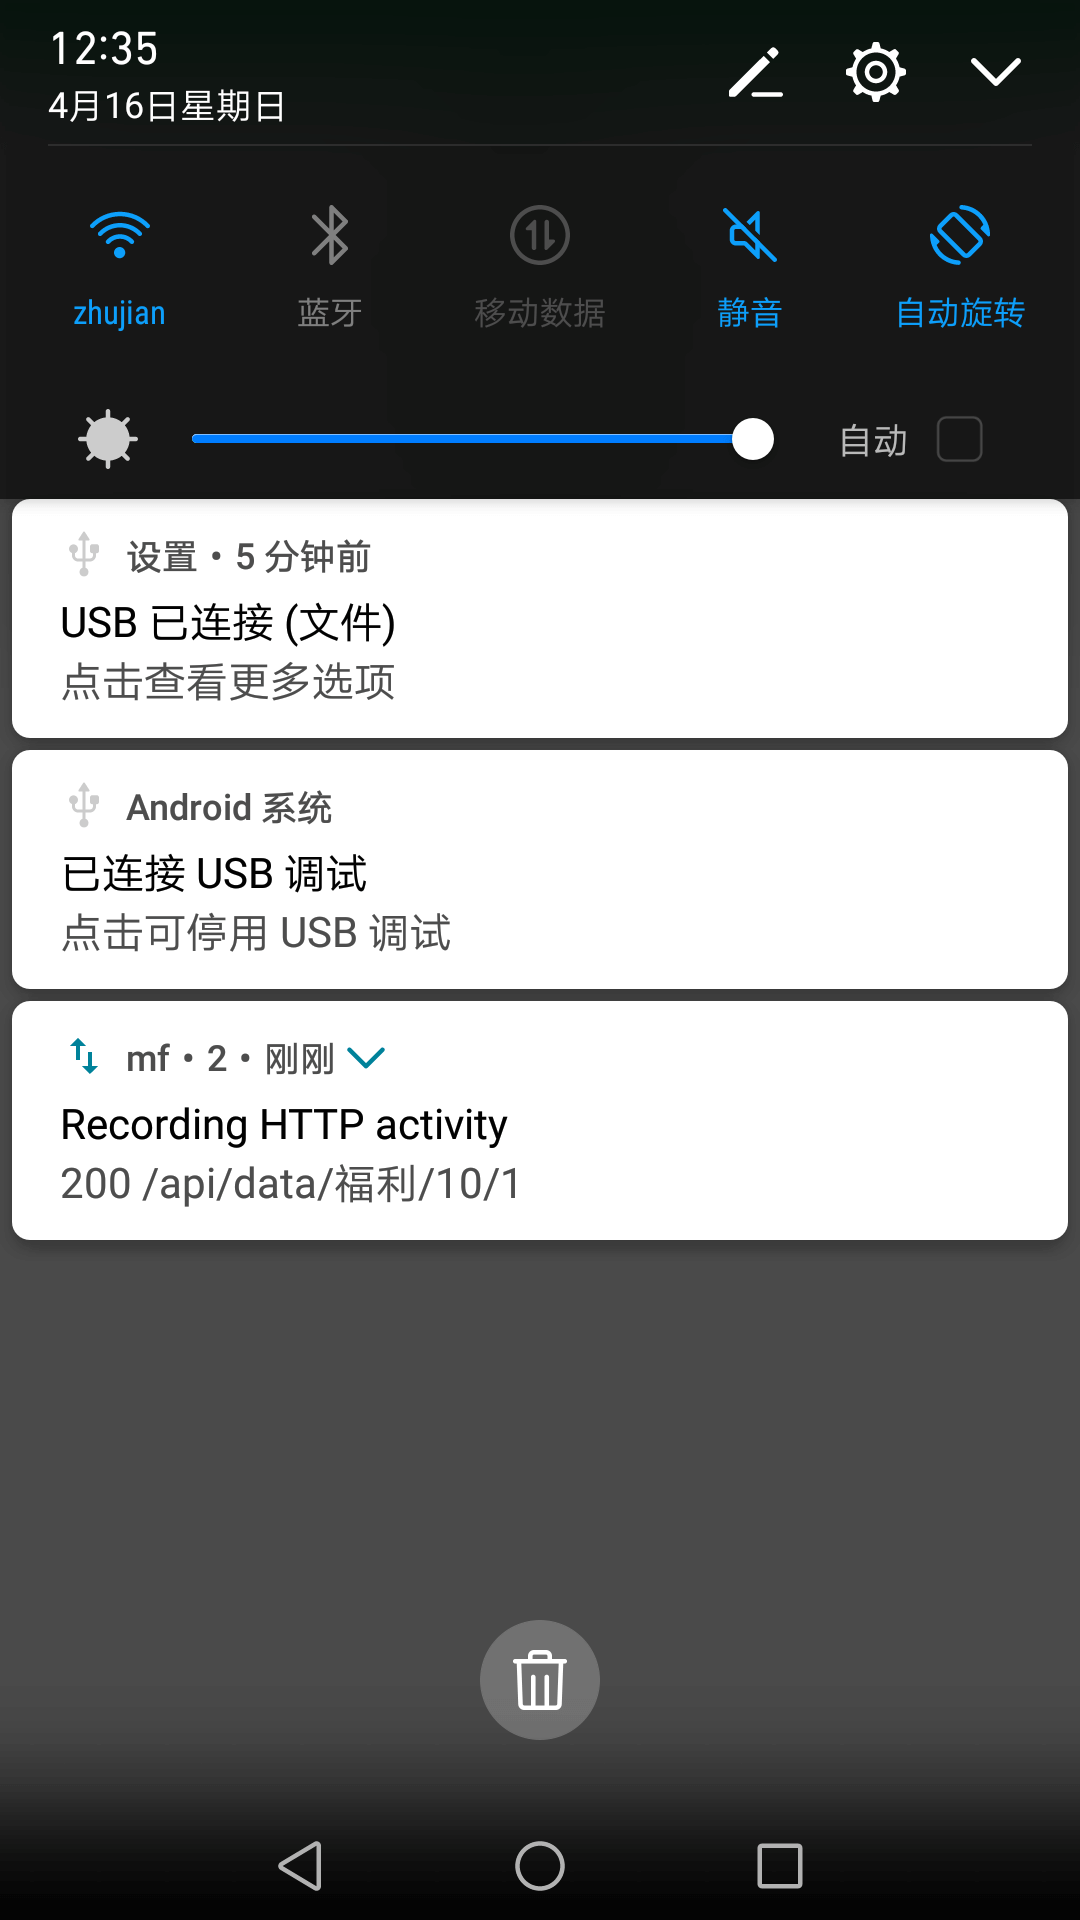 12:35
4月16日星期日
zhujian
蓝牙
移动数据
静音
自动旋转
自动
设置 • 5 分钟前
USB 已连接 (文件)
点击查看更多选项
Android 系统
已连接 USB 调试
点击可停用 USB 调试
mf • 2 • 刚刚
Recording HTTP activity
200 /api/data/福利/10/1